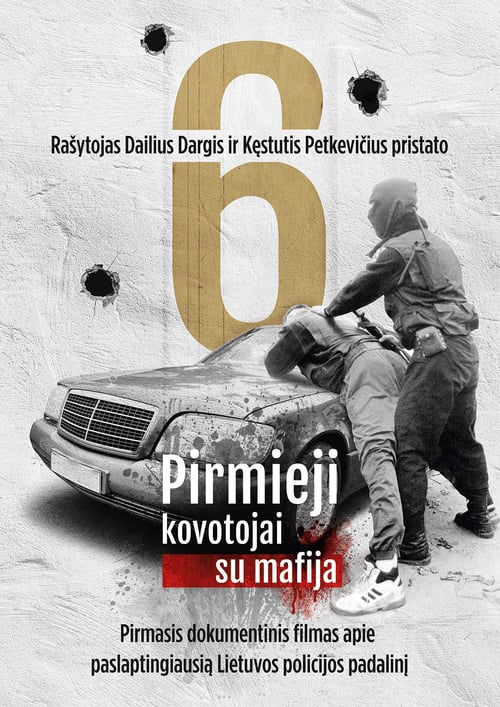 6
Rašytojas Dailius Dargis ir Kęstutis Petkevičius pristato
Pirmieji
kovotojai
su mafija
Pirmasis dokumentinis filmas apie
paslaptingiausią Lietuvos policijos padalinį